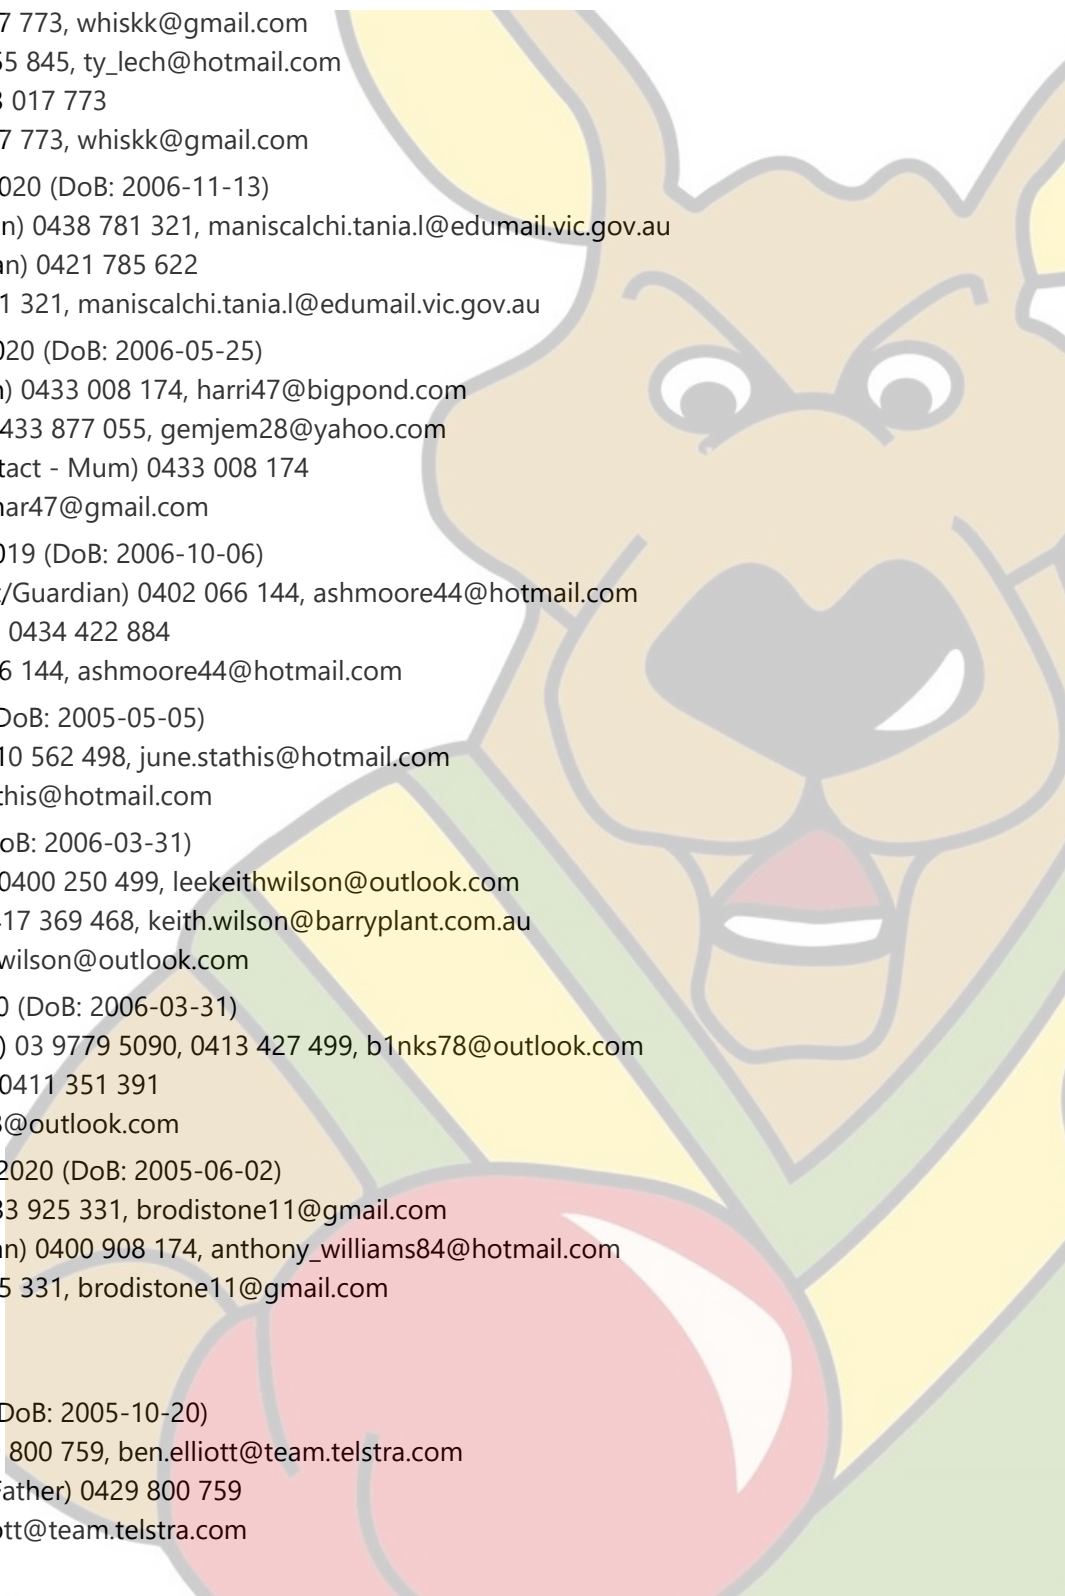 7 773, whiskk@gmail.com
5 845, ty_lech@hotmail.com
017 773
7 773, whiskk@gmail.com
020 (DoB: 2006-11-13)
n) 0438 781 321, maniscalchi.tania.l@edumail.vic.gov.au
an) 0421 785 622
1 321, maniscalchi.tania.l@edumail.vic.gov.au
020 (DoB: 2006-05-25)
) 0433 008 174, harri47@bigpond.com
433 877 055, gemjem28@yahoo.com
tact - Mum) 0433 008 174
har47@gmail.com
019 (DoB: 2006-10-06)
/Guardian) 0402 066 144, ashmoore44@hotmail.com
0434 422 884
6 144, ashmoore44@hotmail.com
DoB: 2005-05-05)
10 562 498, june.stathis@hotmail.com
this@hotmail.com
oB: 2006-03-31)
0400 250 499, leekeithwilson@outlook.com
17 369 468, keith.wilson@barryplant.com.au
wilson@outlook.com
0 (DoB: 2006-03-31)
) 03 9779 5090, 0413 427 499, b1nks78@outlook.com
0411 351 391
@outlook.com
2020 (DoB: 2005-06-02)
33 925 331, brodistone11@gmail.com
an) 0400 908 174, anthony_williams84@hotmail.com
5 331, brodistone11@gmail.com
DoB: 2005-10-20)
800 759, ben.elliott@team.telstra.com
Father) 0429 800 759
ott@team.telstra.com